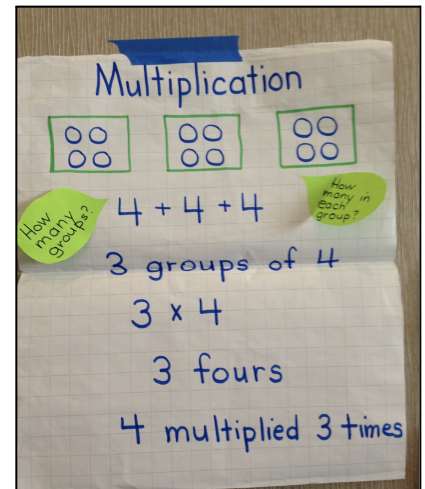 Multiplication
How
many
groups?
4 + 4 + 4
How
many in
each
group?
3 groups of 4
3 x 4
3 fours
4 multiplied 3 times